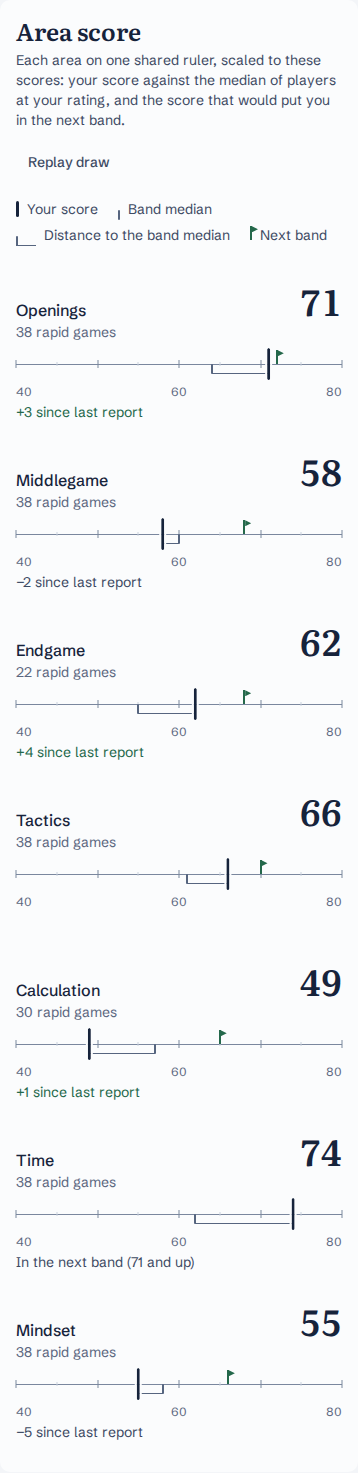 Area score
Each area on one shared ruler, scaled to these
scores: your score against the median of players
at your rating, and the score that would put you
in the next band.
Replay draw
Your score
Band median
Distance to the band median
Next band
Openings
71
38 rapid games
40 60 80
+3 since last report
Middlegame
58
38 rapid games
40 60 80
−2 since last report
Endgame
62
22 rapid games
40 60 80
+4 since last report
Tactics
66
38 rapid games
40 60 80
Calculation
49
30 rapid games
40 60 80
+1 since last report
Time
74
38 rapid games
40 60 80
In the next band (71 and up)
Mindset
55
38 rapid games
40 60 80
−5 since last report